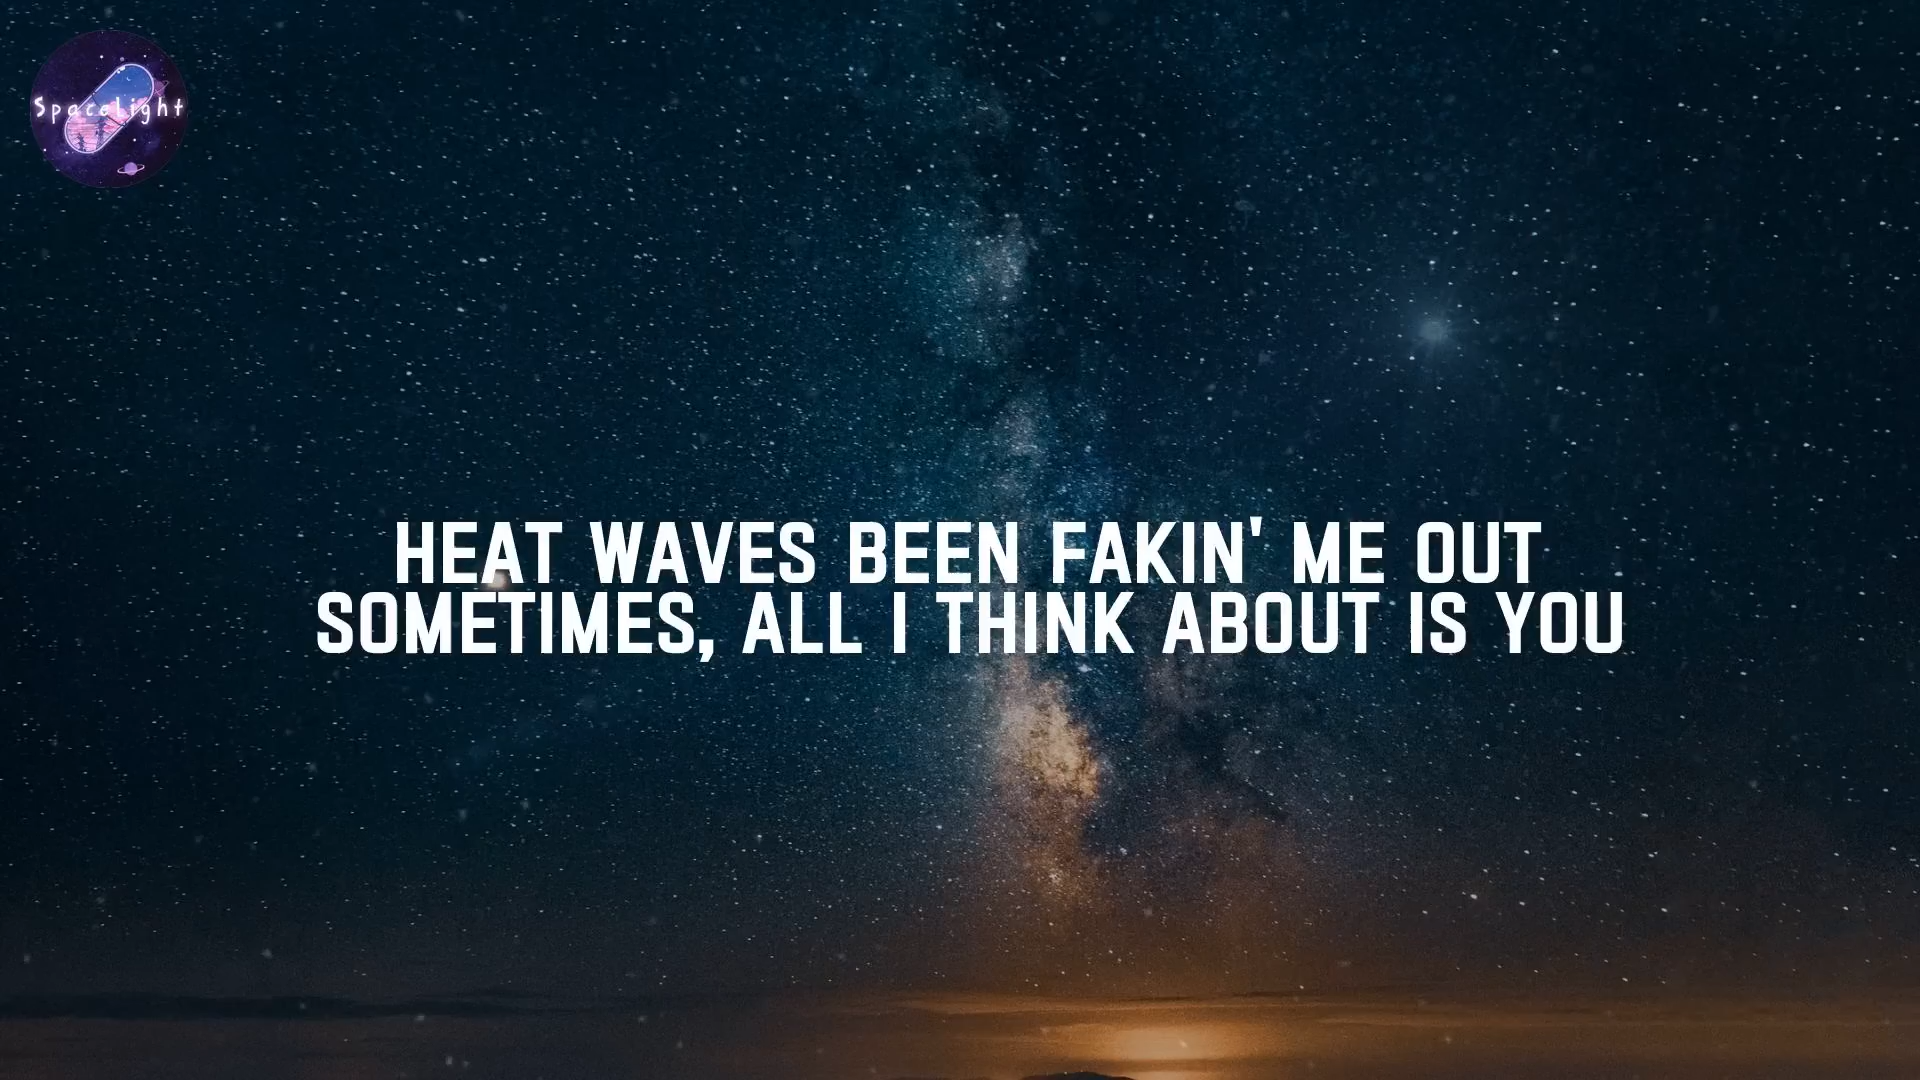 SpaceLight
HEAT WAVES BEEN FAKIN' ME OUT
SOMETIMES, ALL I THINK ABOUT IS YOU